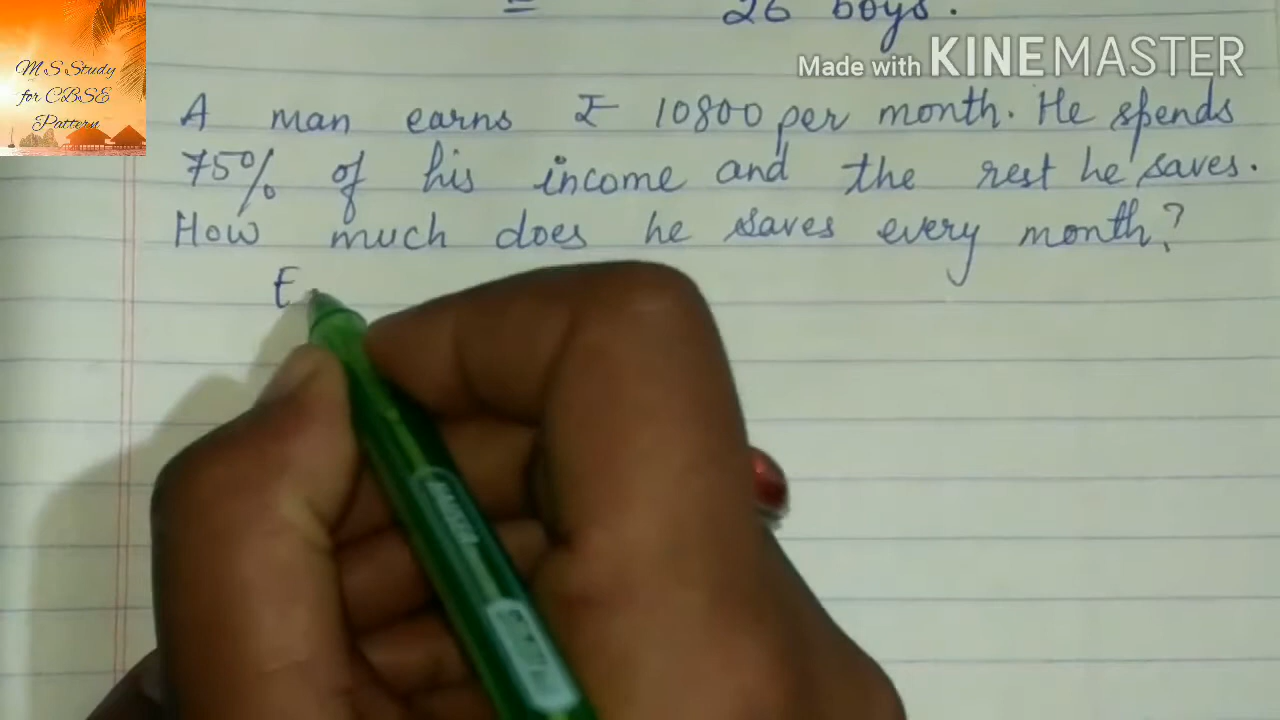 = 26 boys.
Made with KINEMASTER
M S Study
for CBSE
Pattern
A man earns ₹ 10800 per month. He spends
75% of his income and the rest he saves.
How much does he saves every month?
E